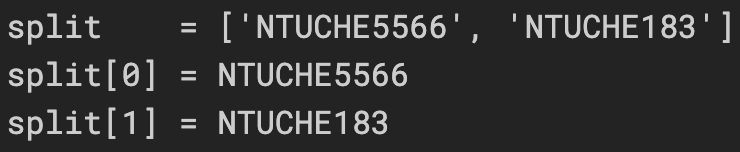 split    = ['NTUCHE5566', 'NTUCHE183']
split[0] = NTUCHE5566
split[1] = NTUCHE183